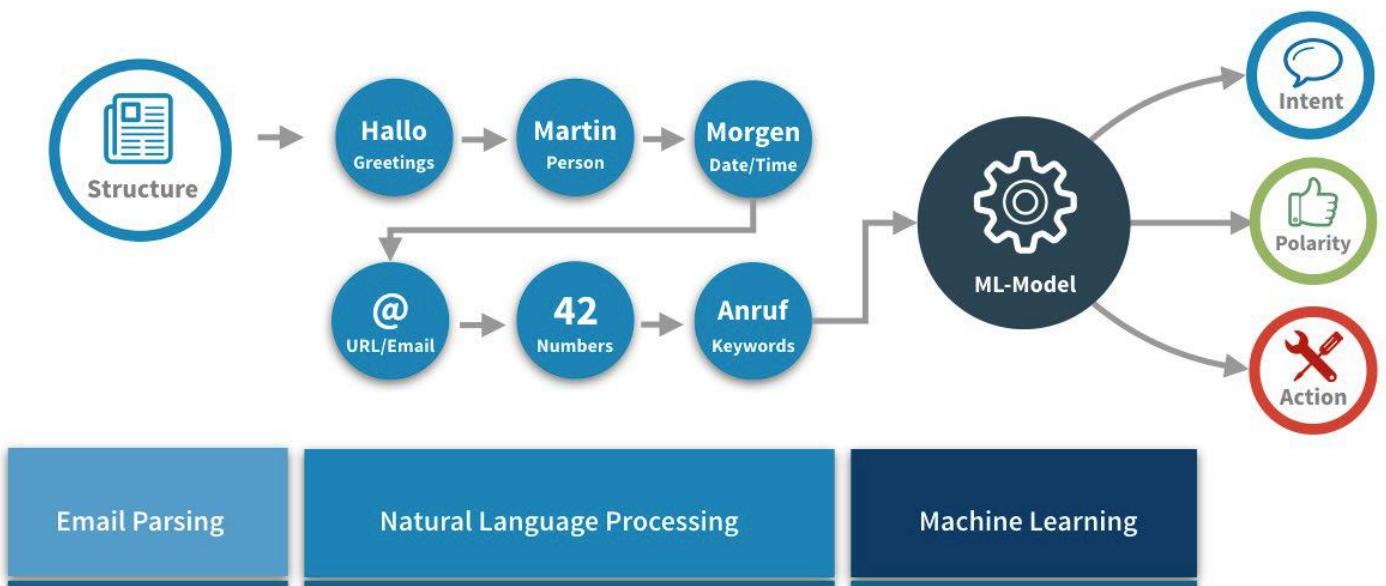 Structure
Hallo
Greetings
Martin
Person
Morgen
Date/Time
@
URL/Email
42
Numbers
Anruf
Keywords
ML-Model
Intent
Polarity
Action
Email Parsing
Natural Language Processing
Machine Learning